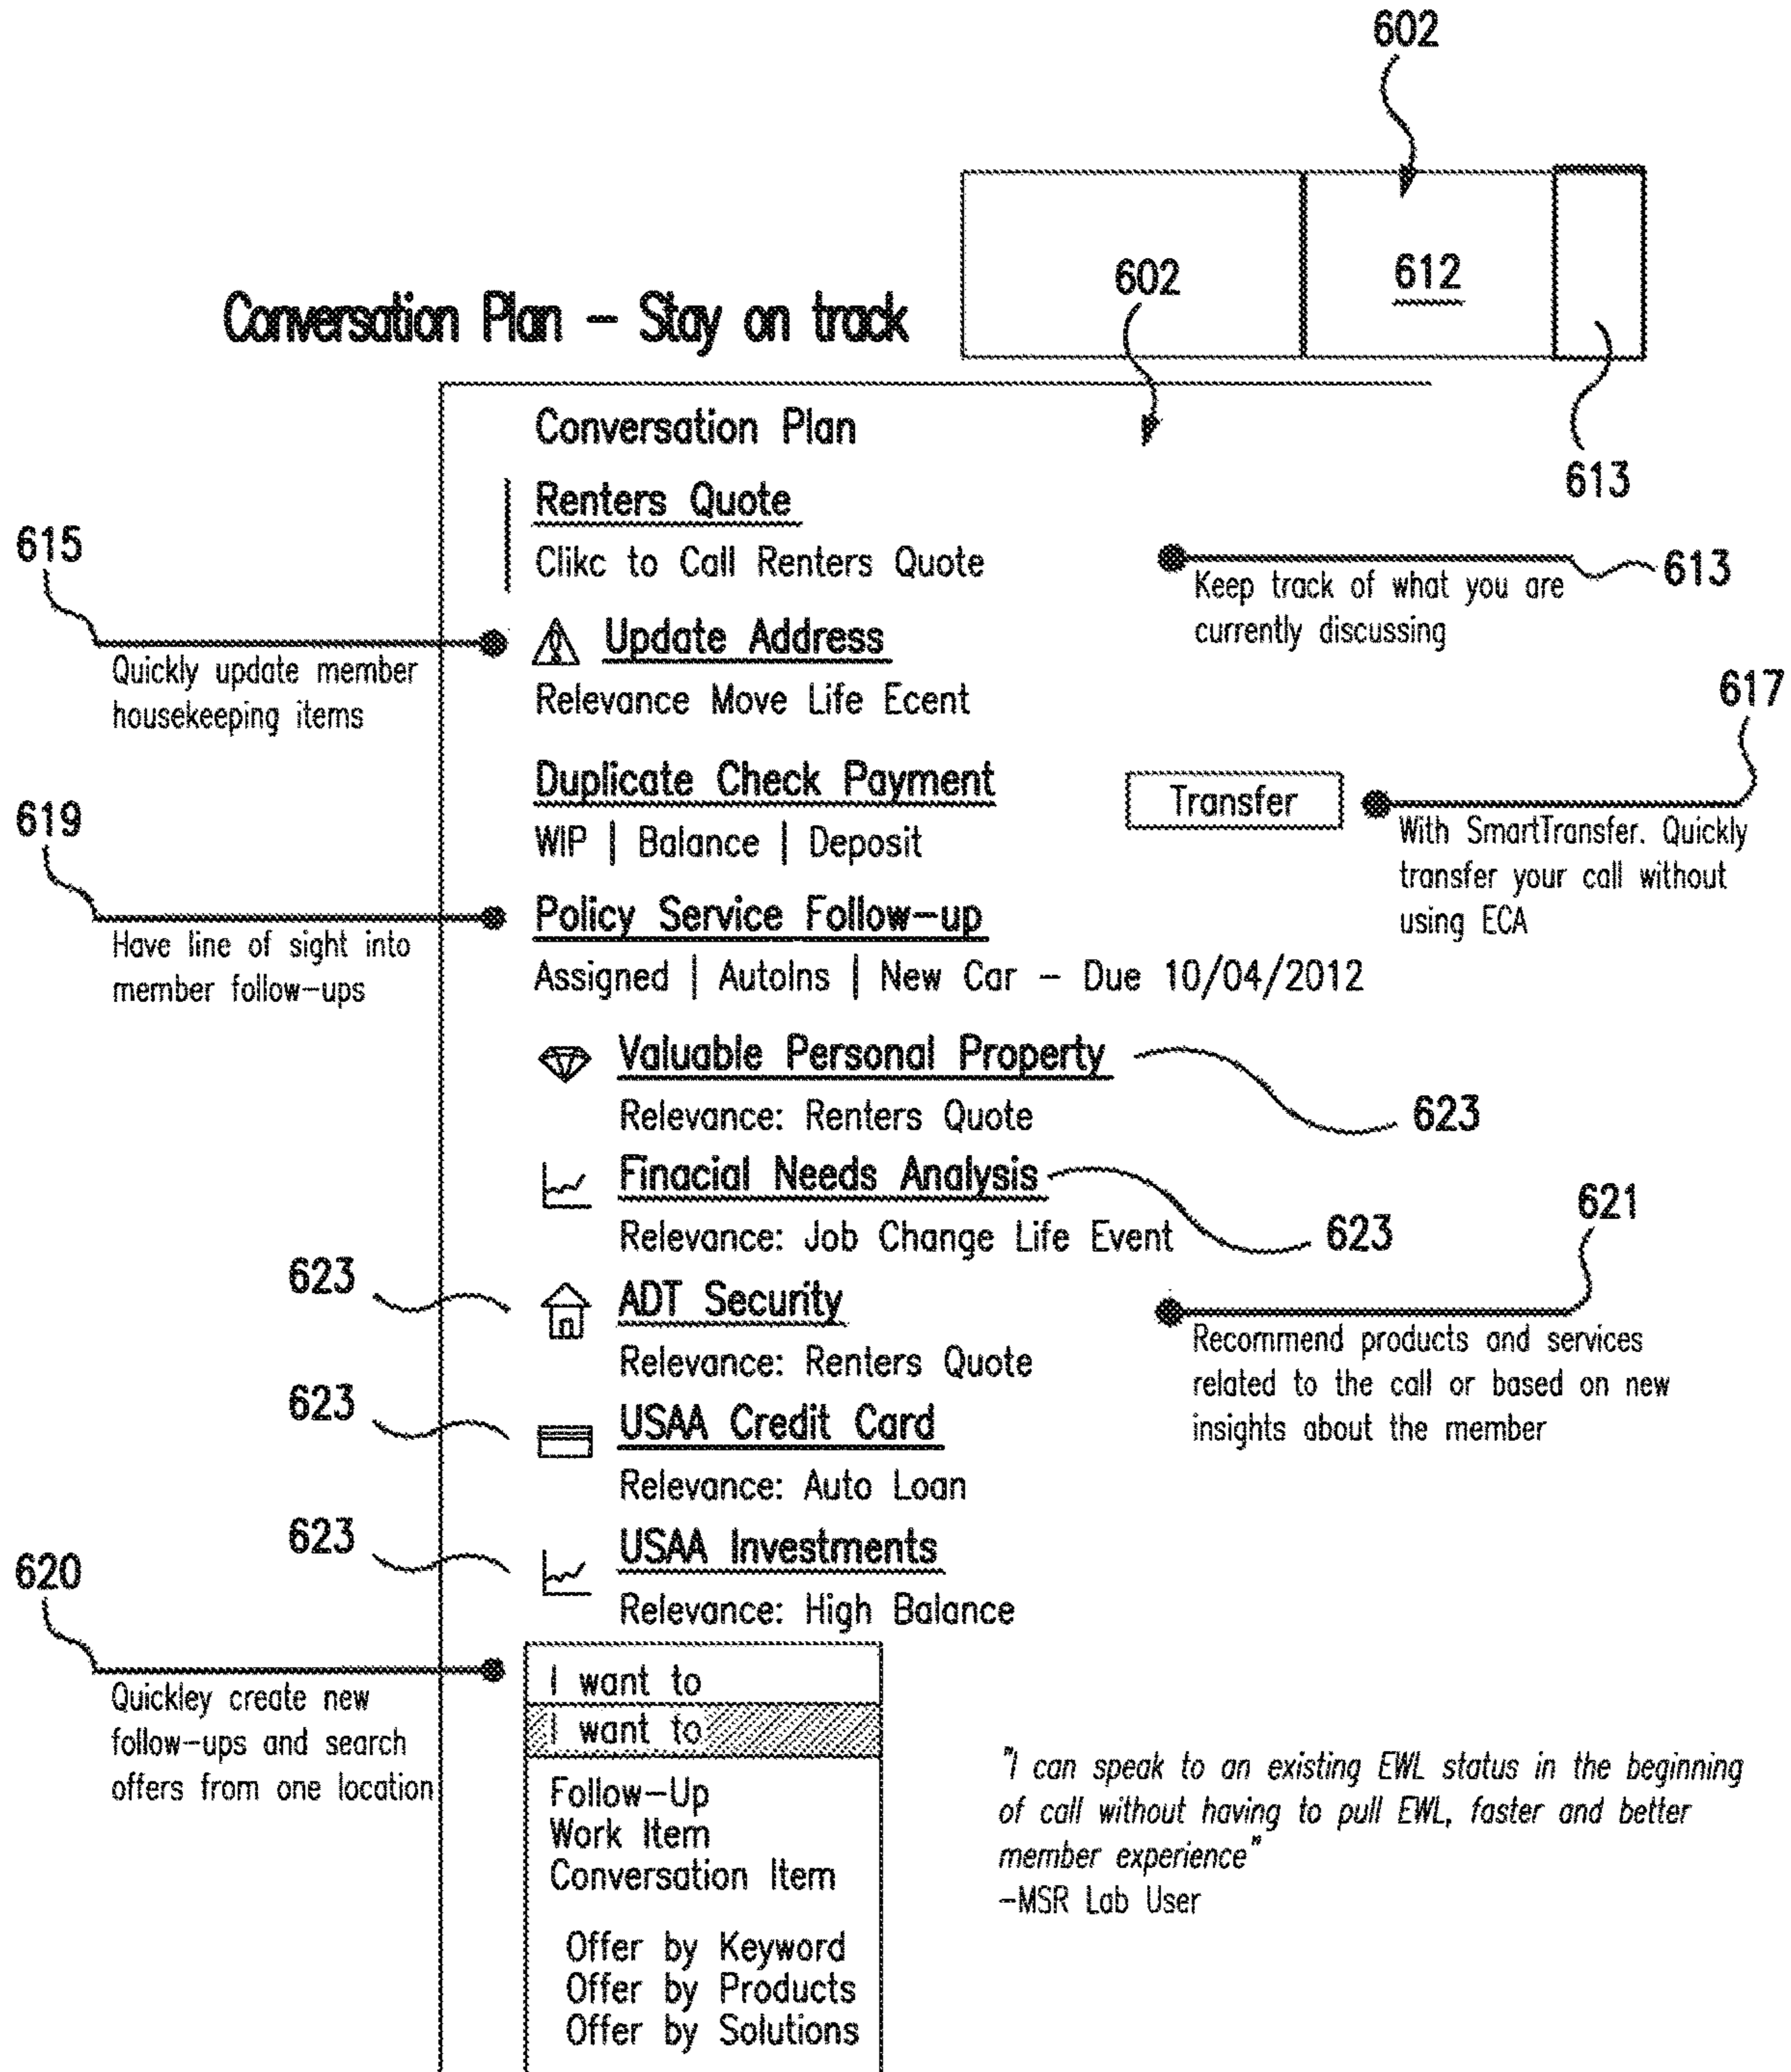 602
602
612
Conversation Plan – Stay on track
613
Conversation Plan
Renters Quote
Clikc to Call Renters Quote
613
Keep track of what you are
currently discussing
615
Quickly update member
housekeeping items
Update Address
Relevance Move Life Ecent
617
Duplicate Check Payment
WIP | Balance | Deposit
Transfer
With SmartTransfer. Quickly
transfer your call without
using ECA
619
Have line of sight into
member follow-ups
Policy Service Follow-up
Assigned | AutoIns | New Car – Due 10/04/2012
Valuable Personal Property
Relevance: Renters Quote
623
Finacial Needs Analysis
Relevance: Job Change Life Event
623
621
623
ADT Security
Relevance: Renters Quote
Recommend products and services
related to the call or based on new
insights about the member
623
USAA Credit Card
Relevance: Auto Loan
623
USAA Investments
Relevance: High Balance
620
Quickley create new
follow-ups and search
offers from one location
I want to
I want to
Follow-Up
Work Item
Conversation Item
Offer by Keyword
Offer by Products
Offer by Solutions
"I can speak to an existing EWL status in the beginning
of call without having to pull EWL, faster and better
member experience"
-MSR Lab User